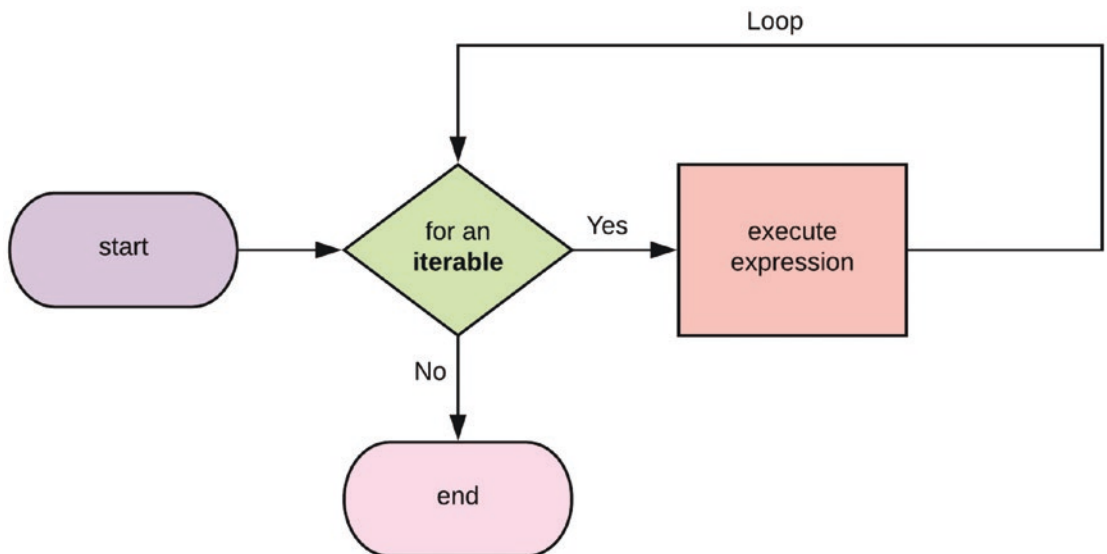 Loop
start
for an
iterable
Yes
execute
expression
No
end